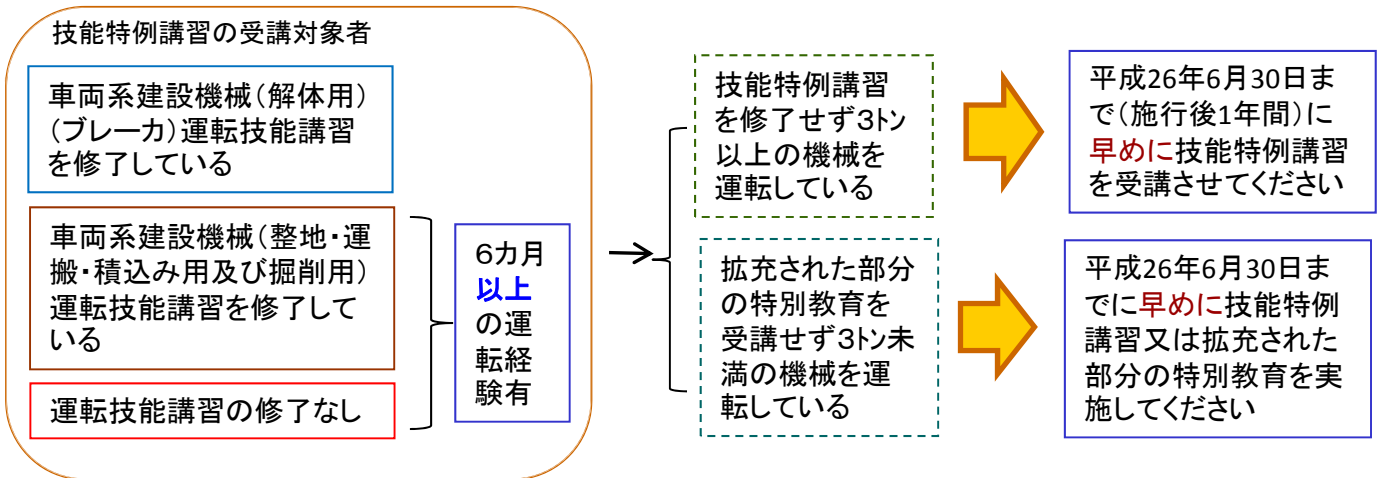 技能特例講習の受講対象者
車両系建設機械（解体用）
（ブレーカ）運転技能講習
を修了している
車両系建設機械（整地・運
搬・積込み用及び掘削用）
運転技能講習を修了して
いる
運転技能講習の修了なし
６カ月
以上
の運
転経
験有
技能特例講習
を修了せず３トン
以上の機械を
運転している
拡充された部分
の特別教育を
受講せず３トン未
満の機械を運
転している
平成26年6月30日ま
で（施行後1年間）に
早めに技能特例講習
を受講させてください
平成26年6月30日ま
でに早めに技能特例
講習又は拡充された
部分の特別教育を実
施してください